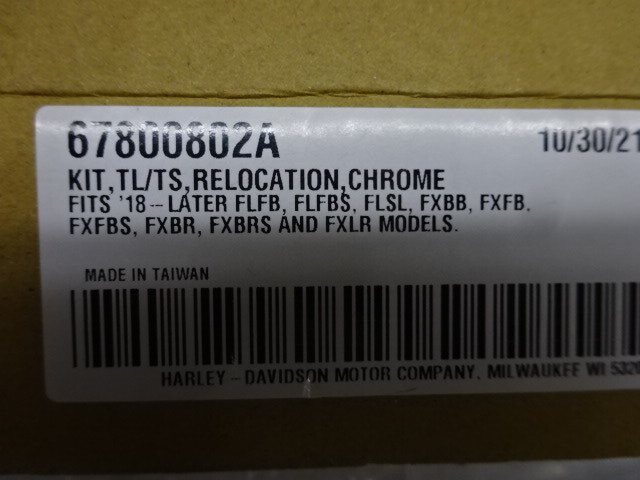 67800802A 10/30/21
KIT,TL/TS,RELOCATION,CHROME
FITS '18 -- LATER FLFB, FLFBS, FLSL, FXBB, FXFB,
FXFBS, FXBR, FXBRS AND FXLR MODELS.
MADE IN TAIWAN
HARLEY - DAVIDSON MOTOR COMPANY, MILWAUKEE WI